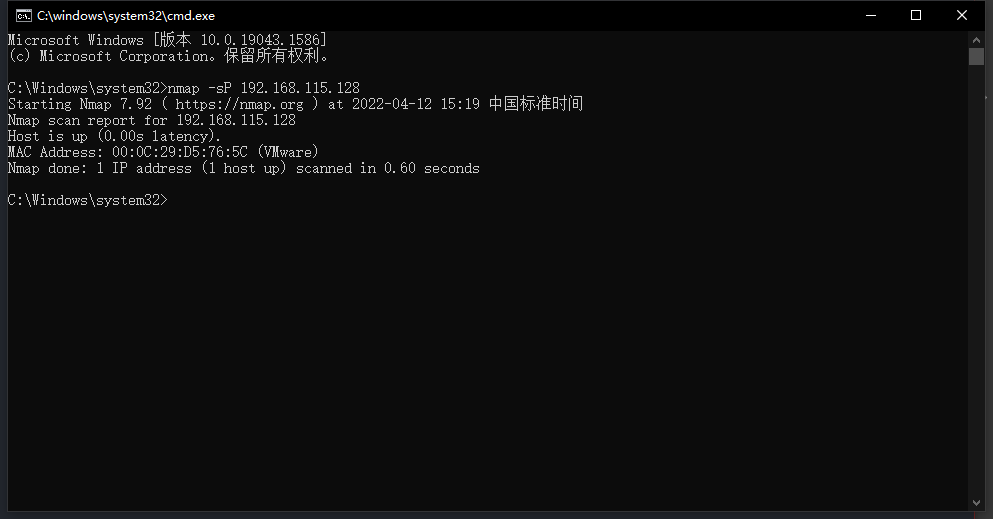 C:\windows\system32\cmd.exe
Microsoft Windows [版本 10.0.19043.1586]
(c) Microsoft Corporation。保留所有权利。
C:\Windows\system32>nmap -sP 192.168.115.128
Starting Nmap 7.92 ( https://nmap.org ) at 2022-04-12 15:19 中国标准时间
Nmap scan report for 192.168.115.128
Host is up (0.00s latency).
MAC Address: 00:0C:29:D5:76:5C (VMware)
Nmap done: 1 IP address (1 host up) scanned in 0.60 seconds
C:\Windows\system32>